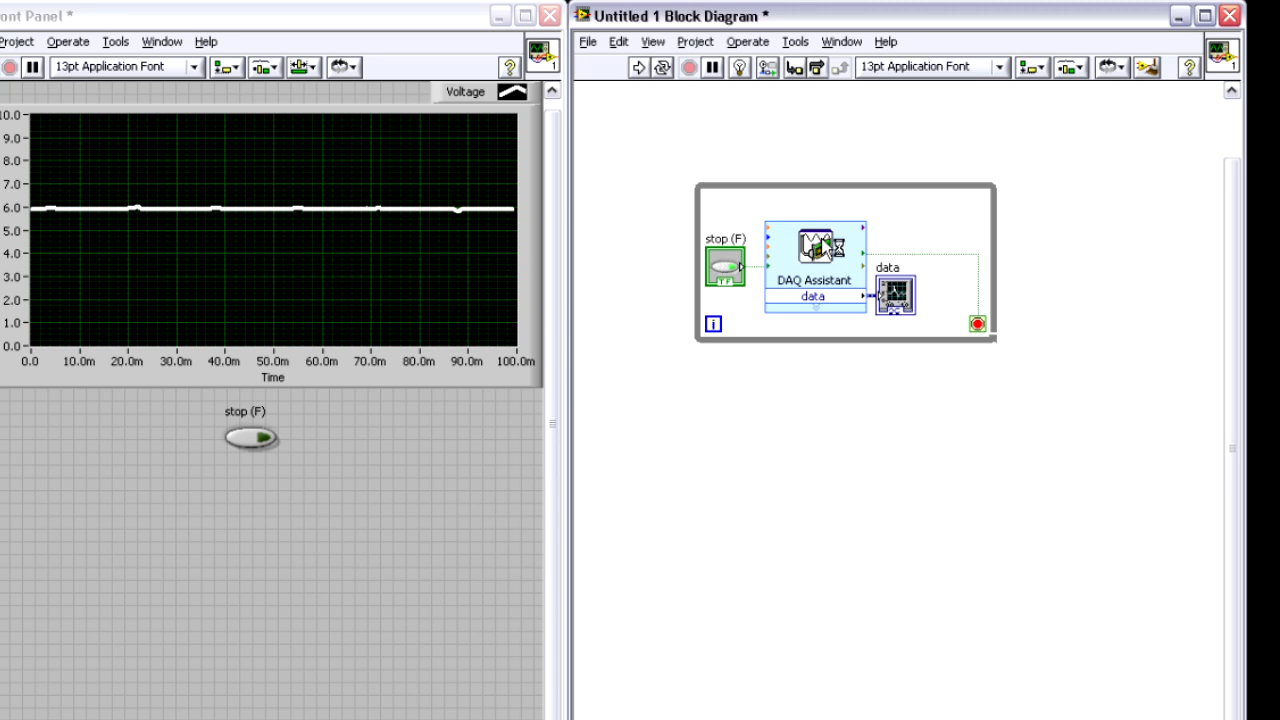 ont Panel *
Project Operate Tools Window Help
13pt Application Font
1
Voltage
10.0
9.0
8.0
7.0
6.0
5.0
4.0
3.0
2.0
1.0
0.0
0.0 10.0m 20.0m 30.0m 40.0m 50.0m 60.0m 70.0m 80.0m 90.0m 100.0m
Time
stop (F)
Untitled 1 Block Diagram *
File Edit View Project Operate Tools Window Help
13pt Application Font
1
stop (F)
TF
DAQ Assistant
data
data
i